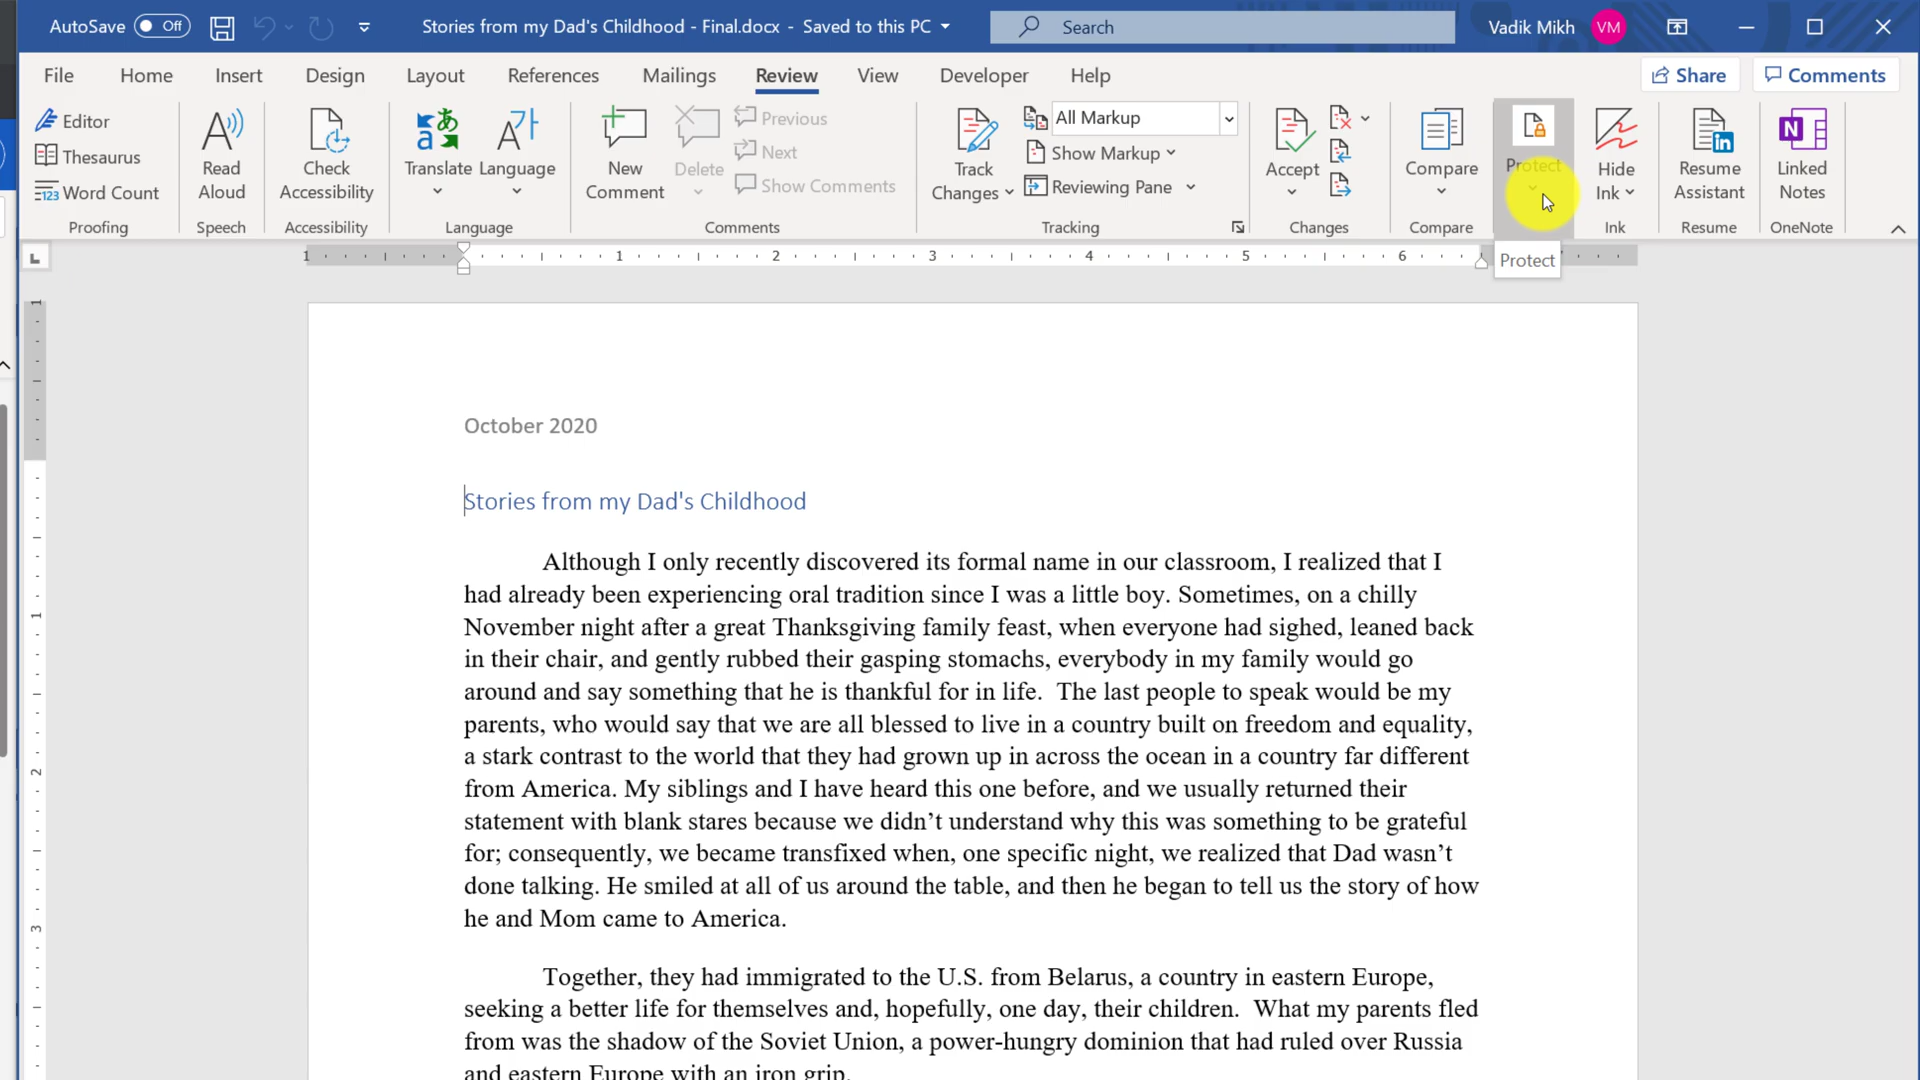 AutoSave Off Stories from my Dad's Childhood - Final.docx - Saved to this PC Search Vadik Mikh VM
File Home Insert Design Layout References Mailings Review View Developer Help Share Comments
Editor
Thesaurus
Word Count
Proofing
Read
Aloud
Speech
Check
Accessibility
Accessibility
Translate
Language
Language
New
Comment
Delete
Previous
Next
Show Comments
Comments
Track
Changes
All Markup
Show Markup
Reviewing Pane
Tracking
Accept
Changes
Compare
Compare
Protect
Hide
Ink
Ink
Resume
Assistant
Resume
Linked
Notes
OneNote
1 1 2 3 4 5 6
Protect
1
1
2
3
October 2020
Stories from my Dad's Childhood
Although I only recently discovered its formal name in our classroom, I realized that I
had already been experiencing oral tradition since I was a little boy. Sometimes, on a chilly
November night after a great Thanksgiving family feast, when everyone had sighed, leaned back
in their chair, and gently rubbed their gasping stomachs, everybody in my family would go
around and say something that he is thankful for in life.  The last people to speak would be my
parents, who would say that we are all blessed to live in a country built on freedom and equality,
a stark contrast to the world that they had grown up in across the ocean in a country far different
from America. My siblings and I have heard this one before, and we usually returned their
statement with blank stares because we didn’t understand why this was something to be grateful
for; consequently, we became transfixed when, one specific night, we realized that Dad wasn’t
done talking. He smiled at all of us around the table, and then he began to tell us the story of how
he and Mom came to America.
Together, they had immigrated to the U.S. from Belarus, a country in eastern Europe,
seeking a better life for themselves and, hopefully, one day, their children.  What my parents fled
from was the shadow of the Soviet Union, a power-hungry dominion that had ruled over Russia
and eastern Europe with an iron grip.